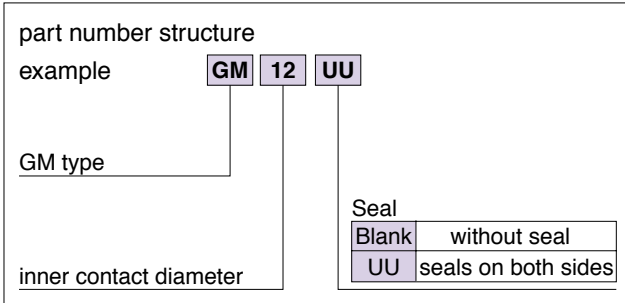 part number structure
example GM 12 UU
GM type
Seal
Blank without seal
UU seals on both sides
inner contact diameter